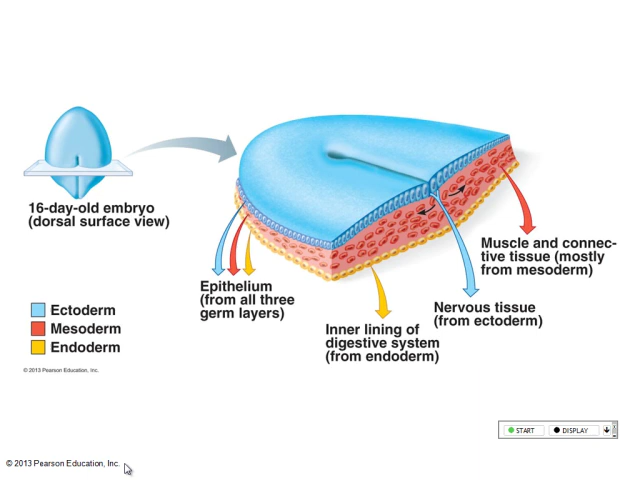 16-day-old embryo
(dorsal surface view)
Muscle and connec-
tive tissue (mostly
from mesoderm)
Epithelium
(from all three
germ layers)
Nervous tissue
(from ectoderm)
Inner lining of
digestive system
(from endoderm)
Ectoderm
Mesoderm
Endoderm
© 2013 Pearson Education, Inc.
START DISPLAY
© 2013 Pearson Education, Inc.